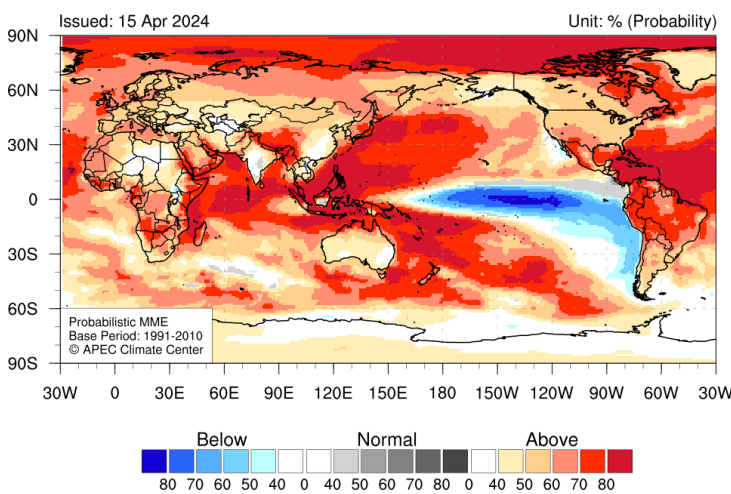 Issued: 15 Apr 2024 Unit: % (Probability)
90N
60N
30N
0
30S
60S
90S
Probabilistic MME
Base Period: 1991-2010
© APEC Climate Center
30W 0 30E 60E 90E 120E 150E 180 150W 120W 90W 60W 30W
Below Normal Above
80 70 60 50 40 0 0 40 50 60 70 80 0 40 50 60 70 80